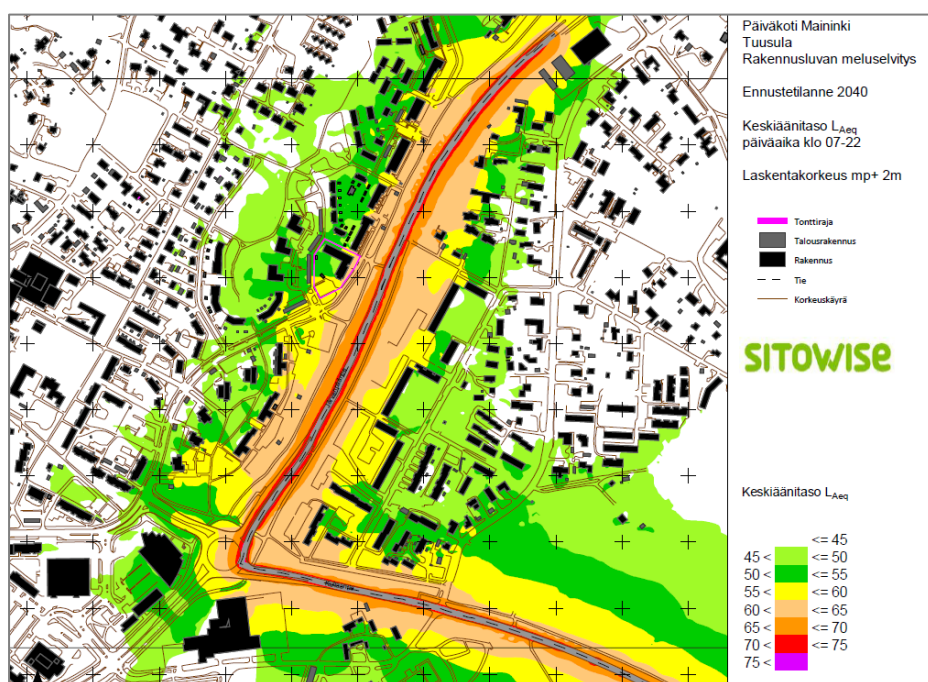 Päiväkoti Maininki
Tuusula
Rakennusluvan meluselvitys
Ennustetilanne 2040
Keskiäänitaso LAeq
päiväaika klo 07-22
Laskentakorkeus mp+ 2m
Tonttiraja
Talousrakennus
Rakennus
Tie
Korkeuskäyrä
SITOWISE
Keskiäänitaso LAeq
<= 45
45 < <= 50
50 < <= 55
55 < <= 60
60 < <= 65
65 < <= 70
70 < <= 75
75 <